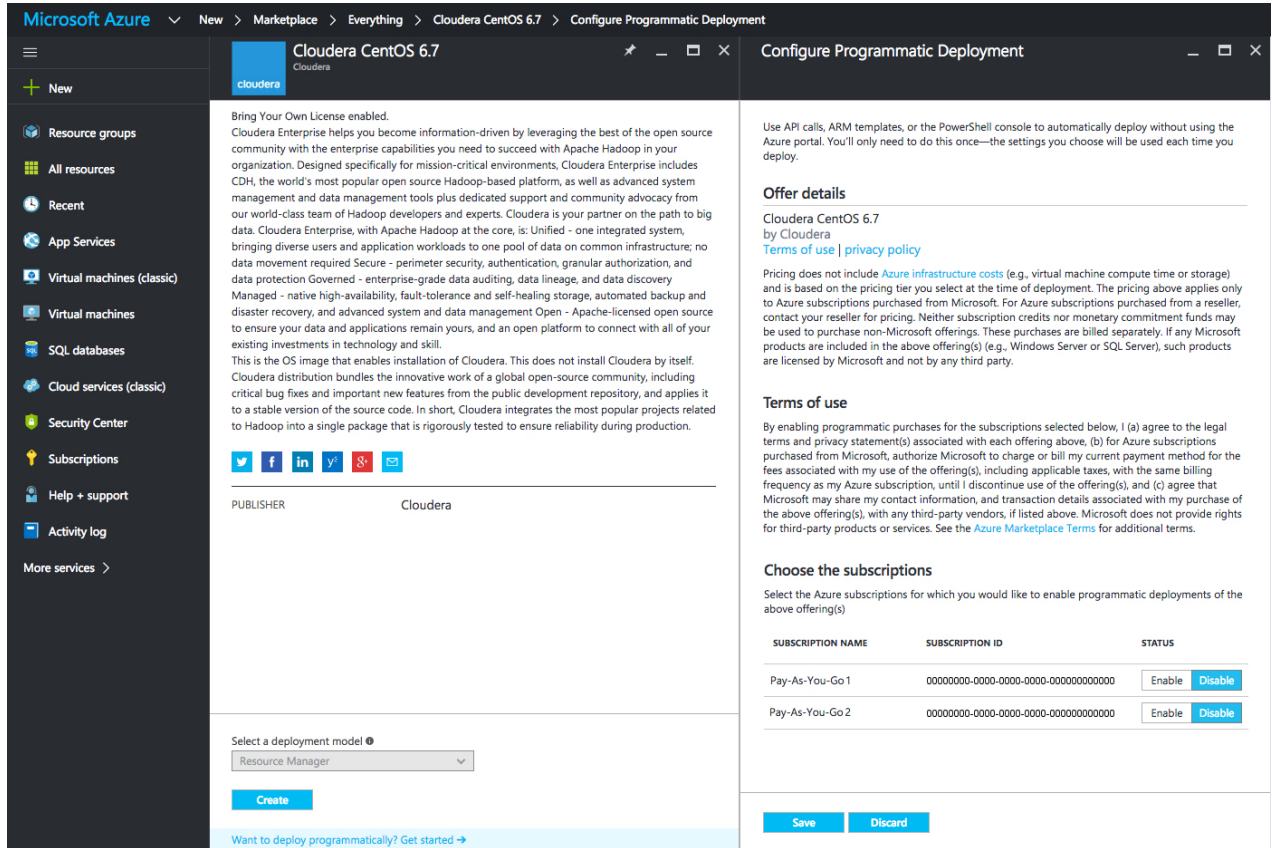 Microsoft Azure New > Marketplace > Everything > Cloudera CentOS 6.7 > Configure Programmatic Deployment
New
Resource groups
All resources
Recent
App Services
Virtual machines (classic)
Virtual machines
SQL databases
Cloud services (classic)
Security Center
Subscriptions
Help + support
Activity log
More services >
cloudera
Cloudera CentOS 6.7
Cloudera
Bring Your Own License enabled.
Cloudera Enterprise helps you become information-driven by leveraging the best of the open source
community with the enterprise capabilities you need to succeed with Apache Hadoop in your
organization. Designed specifically for mission-critical environments, Cloudera Enterprise includes
CDH, the world's most popular open source Hadoop-based platform, as well as advanced system
management and data management tools plus dedicated support and community advocacy from
our world-class team of Hadoop developers and experts. Cloudera is your partner on the path to big
data. Cloudera Enterprise, with Apache Hadoop at the core, is: Unified - one integrated system,
bringing diverse users and application workloads to one pool of data on common infrastructure; no
data movement required Secure - perimeter security, authentication, granular authorization, and
data protection Governed - enterprise-grade data auditing, data lineage, and data discovery
Managed - native high-availability, fault-tolerance and self-healing storage, automated backup and
disaster recovery, and advanced system and data management Open - Apache-licensed open source
to ensure your data and applications remain yours, and an open platform to connect with all of your
existing investments in technology and skill.
This is the OS image that enables installation of Cloudera. This does not install Cloudera by itself.
Cloudera distribution bundles the innovative work of a global open-source community, including
critical bug fixes and important new features from the public development repository, and applies it
to a stable version of the source code. In short, Cloudera integrates the most popular projects related
to Hadoop into a single package that is rigorously tested to ensure reliability during production.
PUBLISHER Cloudera
Select a deployment model
Resource Manager
Create
Want to deploy programmatically? Get started →
Configure Programmatic Deployment
Use API calls, ARM templates, or the PowerShell console to automatically deploy without using the
Azure portal. You'll only need to do this once—the settings you choose will be used each time you
deploy.
Offer details
Cloudera CentOS 6.7
by Cloudera
Terms of use | privacy policy
Pricing does not include Azure infrastructure costs (e.g., virtual machine compute time or storage)
and is based on the pricing tier you select at the time of deployment. The pricing above applies only
to Azure subscriptions purchased from Microsoft. For Azure subscriptions purchased from a reseller,
contact your reseller for pricing. Neither subscription credits nor monetary commitment funds may
be used to purchase non-Microsoft offerings. These purchases are billed separately. If any Microsoft
products are included in the above offering(s) (e.g., Windows Server or SQL Server), such products
are licensed by Microsoft and not by any third party.
Terms of use
By enabling programmatic purchases for the subscriptions selected below, I (a) agree to the legal
terms and privacy statement(s) associated with each offering above, (b) for Azure subscriptions
purchased from Microsoft, authorize Microsoft to charge or bill my current payment method for the
fees associated with my use of the offering(s), including applicable taxes, with the same billing
frequency as my Azure subscription, until I discontinue use of the offering(s), and (c) agree that
Microsoft may share my contact information, and transaction details associated with my purchase of
the above offering(s), with any third-party vendors, if listed above. Microsoft does not provide rights
for third-party products or services. See the Azure Marketplace Terms for additional terms.
Choose the subscriptions
Select the Azure subscriptions for which you would like to enable programmatic deployments of the
above offering(s)
SUBSCRIPTION NAME SUBSCRIPTION ID STATUS
Pay-As-You-Go 1 00000000-0000-0000-0000-000000000000 Enable Disable
Pay-As-You-Go 2 00000000-0000-0000-0000-000000000000 Enable Disable
Save Discard